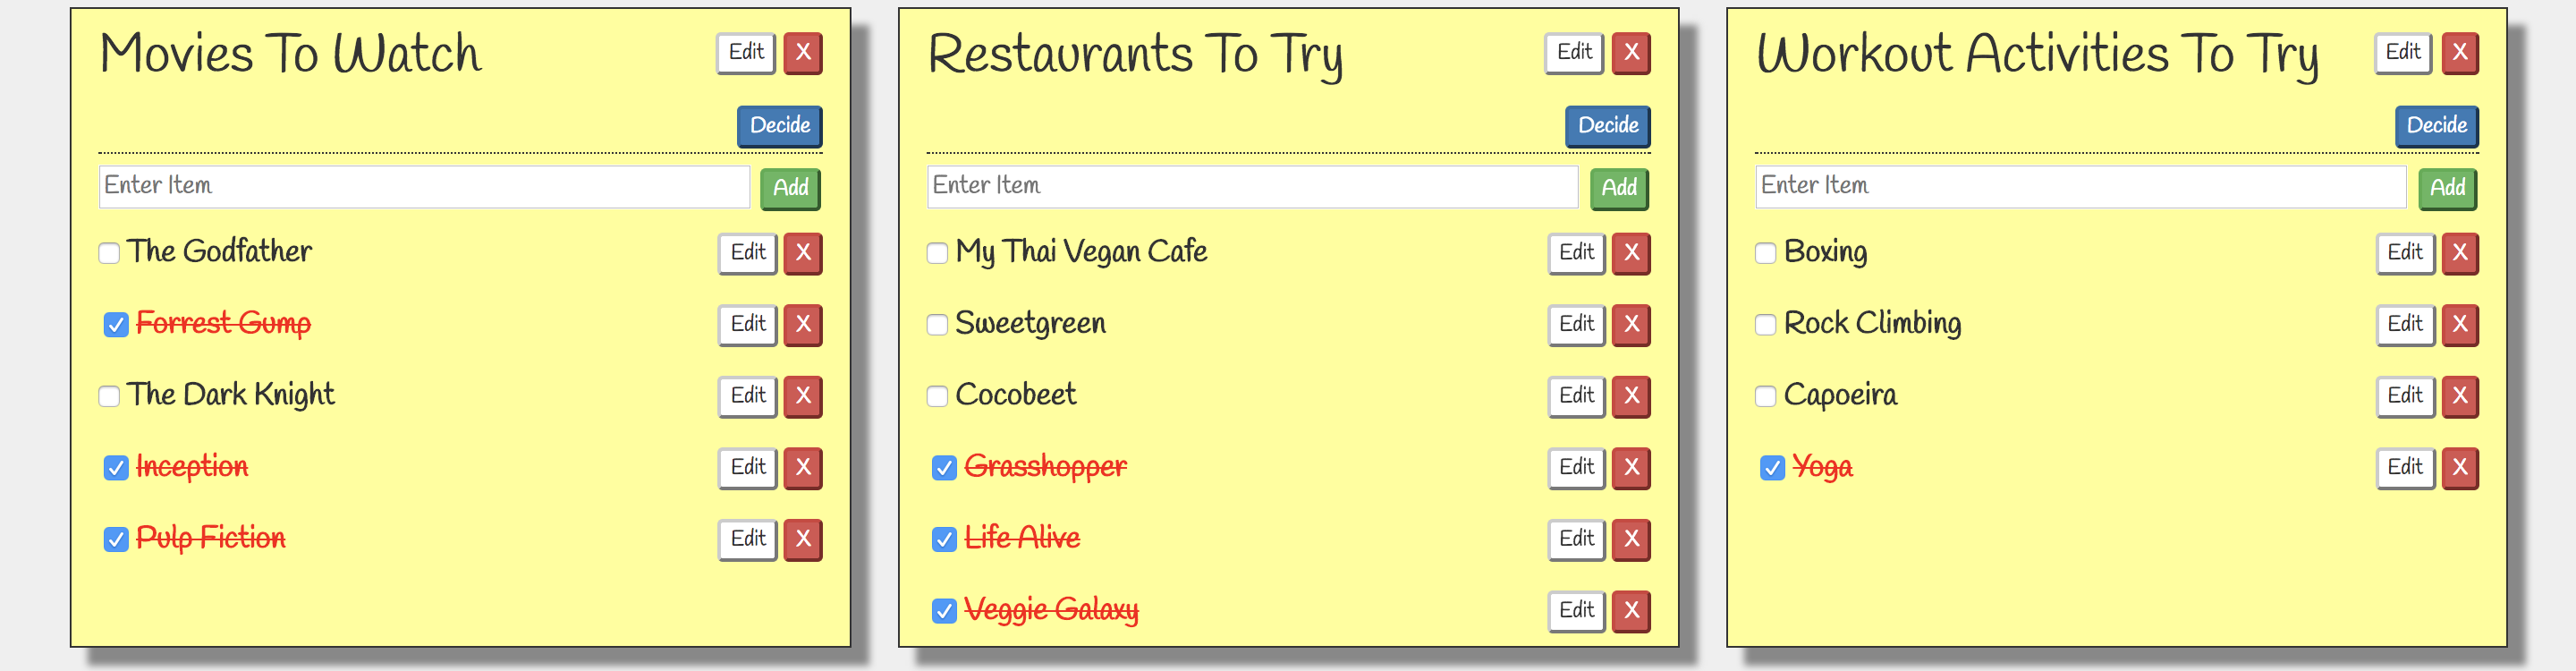 Movies To Watch Edit X
Decide
Enter Item Add
The Godfather Edit X
Forrest Gump Edit X
The Dark Knight Edit X
Inception Edit X
Pulp Fiction Edit X
Restaurants To Try Edit X
Decide
Enter Item Add
My Thai Vegan Cafe Edit X
Sweetgreen Edit X
Cocobeet Edit X
Grasshopper Edit X
Life Alive Edit X
Veggie Galaxy Edit X
Workout Activities To Try Edit X
Decide
Enter Item Add
Boxing Edit X
Rock Climbing Edit X
Capoeira Edit X
Yoga Edit X